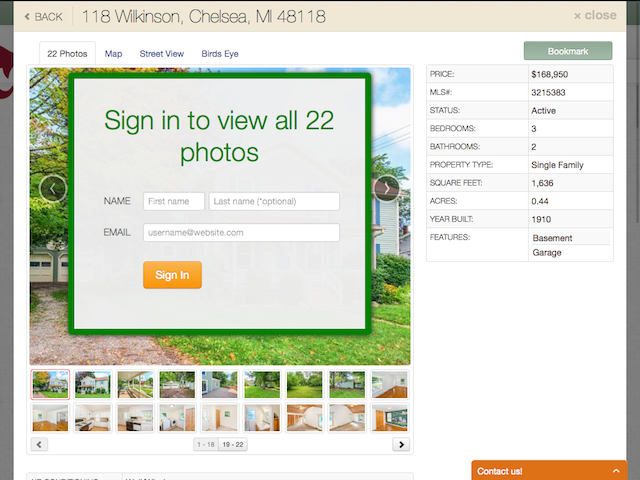 BACK
118 Wilkinson, Chelsea, MI 48118
× close
22 Photos
Map
Street View
Birds Eye
Bookmark
Sign in to view all 22
photos
NAME
First name
Last name (*optional)
EMAIL
username@website.com
Sign In
PRICE: $168,950
MLS#: 3215383
STATUS: Active
BEDROOMS: 3
BATHROOMS: 2
PROPERTY TYPE: Single Family
SQUARE FEET: 1,636
ACRES: 0.44
YEAR BUILT: 1910
FEATURES: Basement
Garage
1 - 18
19 - 22
Contact us!